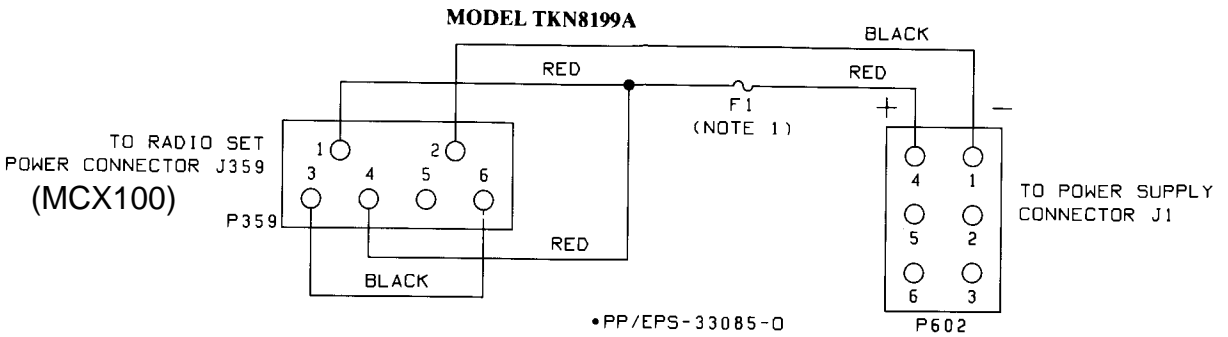 MODEL TKN8199A
BLACK
RED
RED
F1
(NOTE 1)
+ —
TO RADIO SET
POWER CONNECTOR J359
(MCX100)
1 2
3 4 5 6
P359
RED
BLACK
4 1
5 2
6 3
P602
TO POWER SUPPLY
CONNECTOR J1
•PP/EPS-33085-O